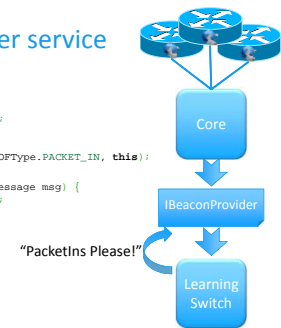 er service
;
OFType.PACKET_IN, this);
essage msg) {
;
Core
IBeaconProvider
"PacketIns Please!"
Learning
Switch